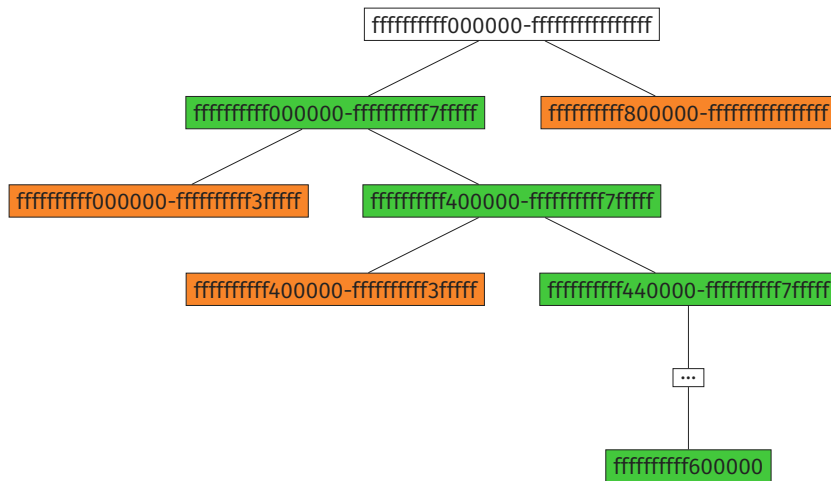 ffffffffff000000-ffffffffffffffff
ffffffffff000000-ffffffffff7fffff
ffffffffff800000-ffffffffffffffff
ffffffffff000000-ffffffffff3fffff
ffffffffff400000-ffffffffff7fffff
ffffffffff400000-ffffffffff3fffff
ffffffffff440000-ffffffffff7fffff
...
ffffffffff600000